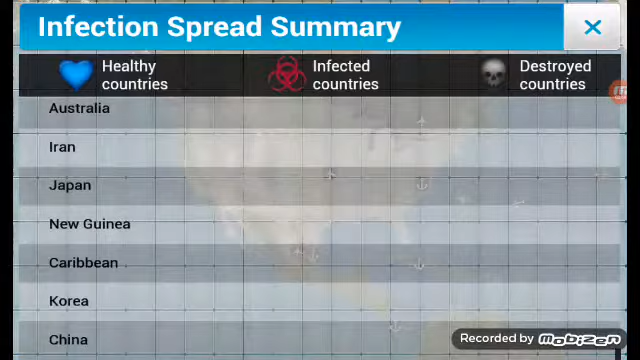 Infection Spread Summary
Healthy countries
Infected countries
Destroyed countries
Australia
Iran
Japan
New Guinea
Caribbean
Korea
China
Recorded by mobizen